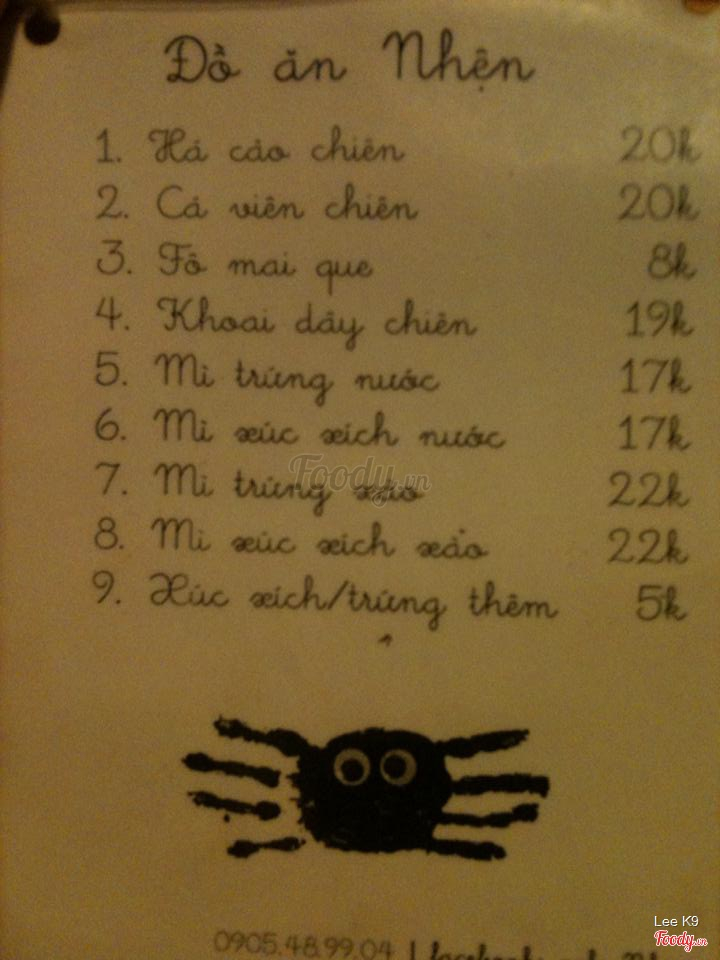 Đồ ăn Nhện
1. Há cảo chiên 20k
2. Cá viên chiên 20k
3. Fô mai que 8k
4. Khoai dây chiên 19k
5. Mì trứng nước 17k
6. Mì xúc xích nước 17k
7. Mì trứng xào 22k
8. Mì xúc xích xào 22k
9. Xúc xích/trứng thêm 5k
Foody.vn
0905.48.99.04 |
Lee K9
Foody.vn